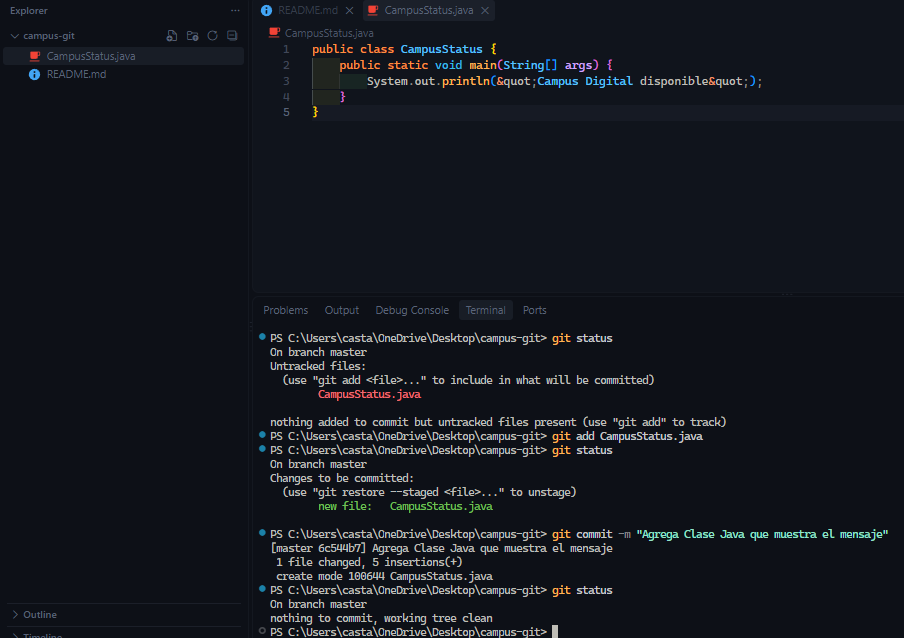 Explorer
campus-git
CampusStatus.java
README.md
Outline
Timeline
README.md
CampusStatus.java
CampusStatus.java
1 public class CampusStatus {
2 public static void main(String[] args) {
3 System.out.println(&quot;Campus Digital disponible&quot;);
4 }
5 }
Problems Output Debug Console Terminal Ports
PS C:\Users\casta\OneDrive\Desktop\campus-git> git status
On branch master
Untracked files:
(use "git add <file>..." to include in what will be committed)
CampusStatus.java
nothing added to commit but untracked files present (use "git add" to track)
PS C:\Users\casta\OneDrive\Desktop\campus-git> git add CampusStatus.java
PS C:\Users\casta\OneDrive\Desktop\campus-git> git status
On branch master
Changes to be committed:
(use "git restore --staged <file>..." to unstage)
new file: CampusStatus.java
PS C:\Users\casta\OneDrive\Desktop\campus-git> git commit -m "Agrega Clase Java que muestra el mensaje"
[master 6c544b7] Agrega Clase Java que muestra el mensaje
1 file changed, 5 insertions(+)
create mode 100644 CampusStatus.java
PS C:\Users\casta\OneDrive\Desktop\campus-git> git status
On branch master
nothing to commit, working tree clean
PS C:\Users\casta\OneDrive\Desktop\campus-git>